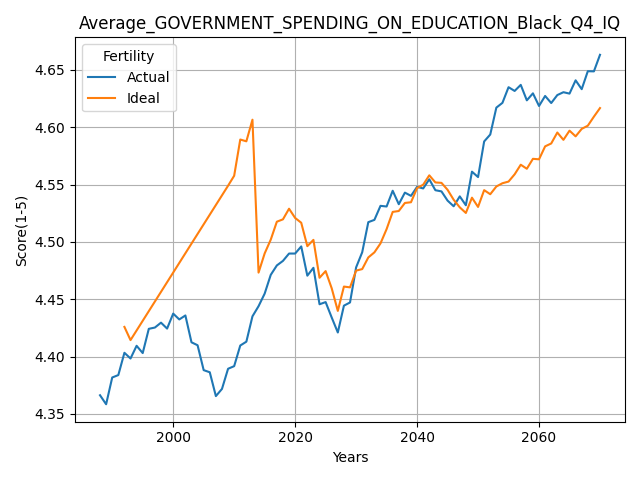 Average_GOVERNMENT_SPENDING_ON_EDUCATION_Black_Q4_IQ
Fertility
Actual
Ideal
Score(1-5)
4.65
4.60
4.55
4.50
4.45
4.40
4.35
2000 2020 2040 2060
Years